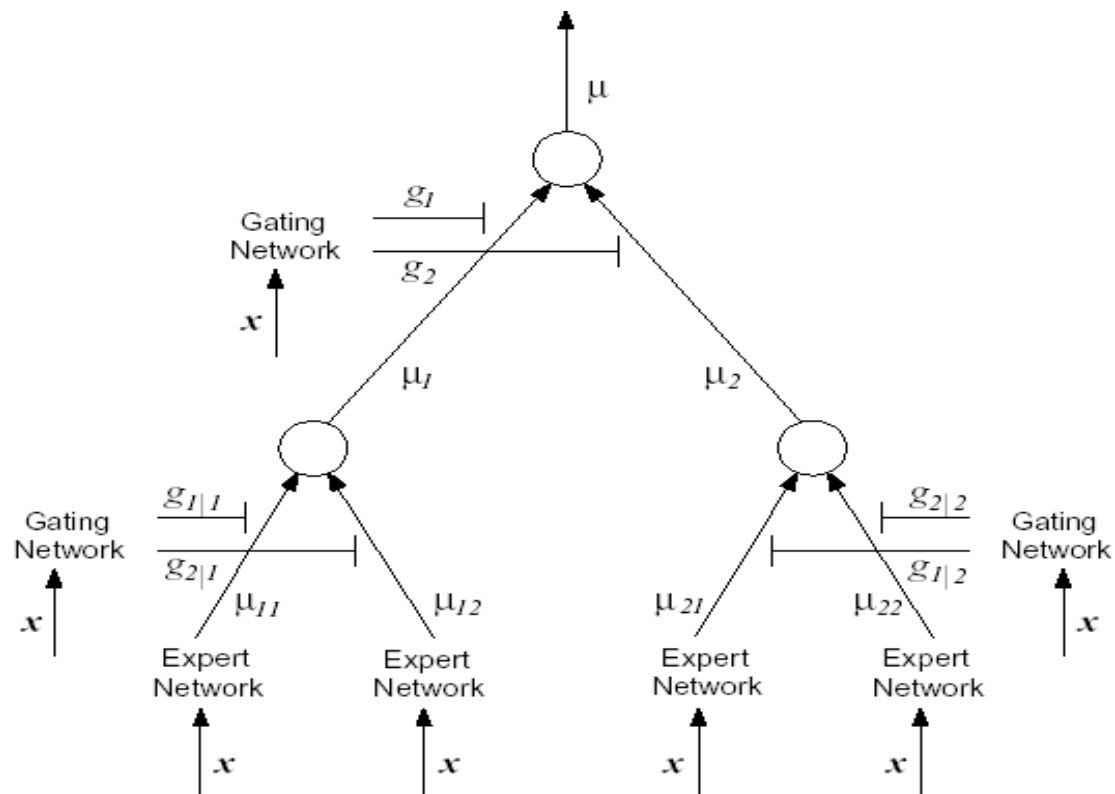 μ
g1
Gating
Network
g2
x
μ1
μ2
g1|1
g2|2
Gating
Network
Gating
Network
g2|1
g1|2
μ11
μ12
μ21
μ22
x
x
Expert
Network
Expert
Network
Expert
Network
Expert
Network
x
x
x
x